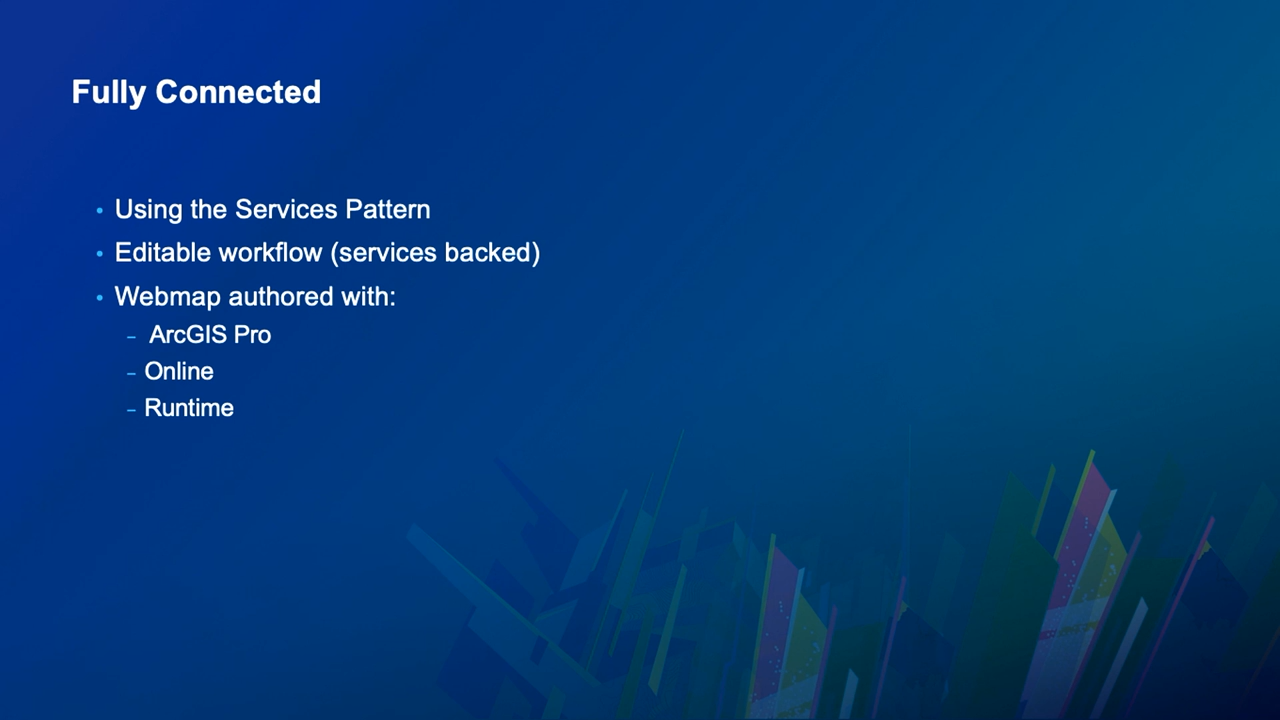 Fully Connected
• Using the Services Pattern
• Editable workflow (services backed)
• Webmap authored with:
– ArcGIS Pro
– Online
– Runtime